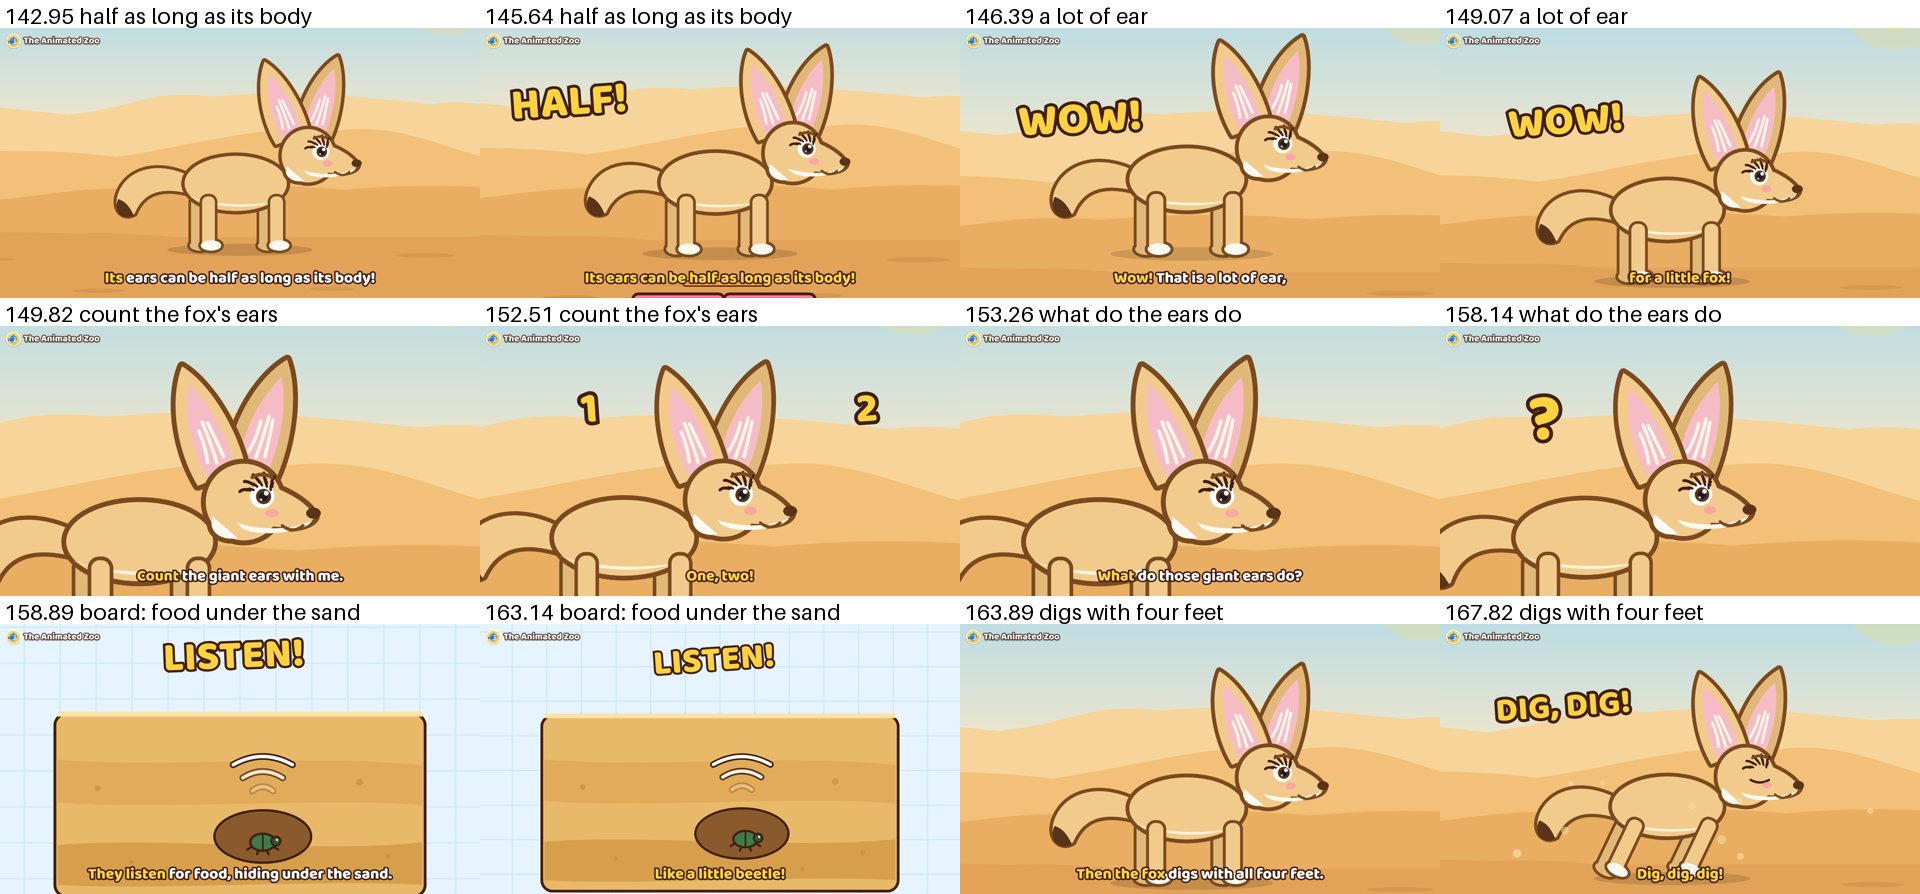 142.95 half as long as its body
The Animated Zoo
Its ears can be half as long as its body!
145.64 half as long as its body
The Animated Zoo
HALF!
Its ears can be half as long as its body!
146.39 a lot of ear
The Animated Zoo
WOW!
Wow! That is a lot of ear,
149.07 a lot of ear
The Animated Zoo
WOW!
for a little fox!
149.82 count the fox's ears
The Animated Zoo
Count the giant ears with me.
152.51 count the fox's ears
The Animated Zoo
1 2
One, two!
153.26 what do the ears do
The Animated Zoo
What do those giant ears do?
158.14 what do the ears do
The Animated Zoo
?
158.89 board: food under the sand
The Animated Zoo
LISTEN!
They listen for food, hiding under the sand.
163.14 board: food under the sand
The Animated Zoo
LISTEN!
Like a little beetle!
163.89 digs with four feet
The Animated Zoo
Then the fox digs with all four feet.
167.82 digs with four feet
The Animated Zoo
DIG, DIG!
Dig, dig, dig!